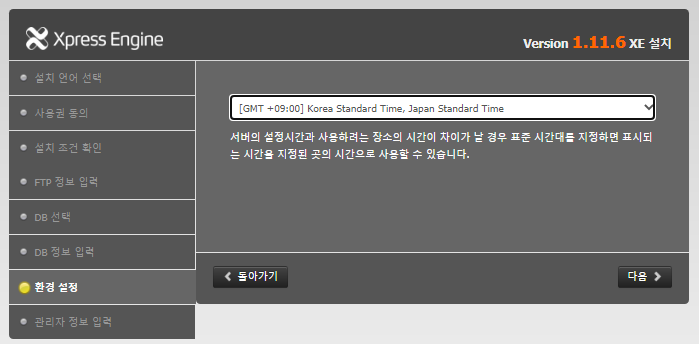 Xpress Engine
Version 1.11.6 XE 설치
설치 언어 선택
사용권 동의
설치 조건 확인
FTP 정보 입력
DB 선택
DB 정보 입력
환경 설정
관리자 정보 입력
[GMT +09:00] Korea Standard Time, Japan Standard Time
서버의 설정시간과 사용하려는 장소의 시간이 차이가 날 경우 표준 시간대를 지정하면 표시되
는 시간을 지정된 곳의 시간으로 사용할 수 있습니다.
돌아가기
다음